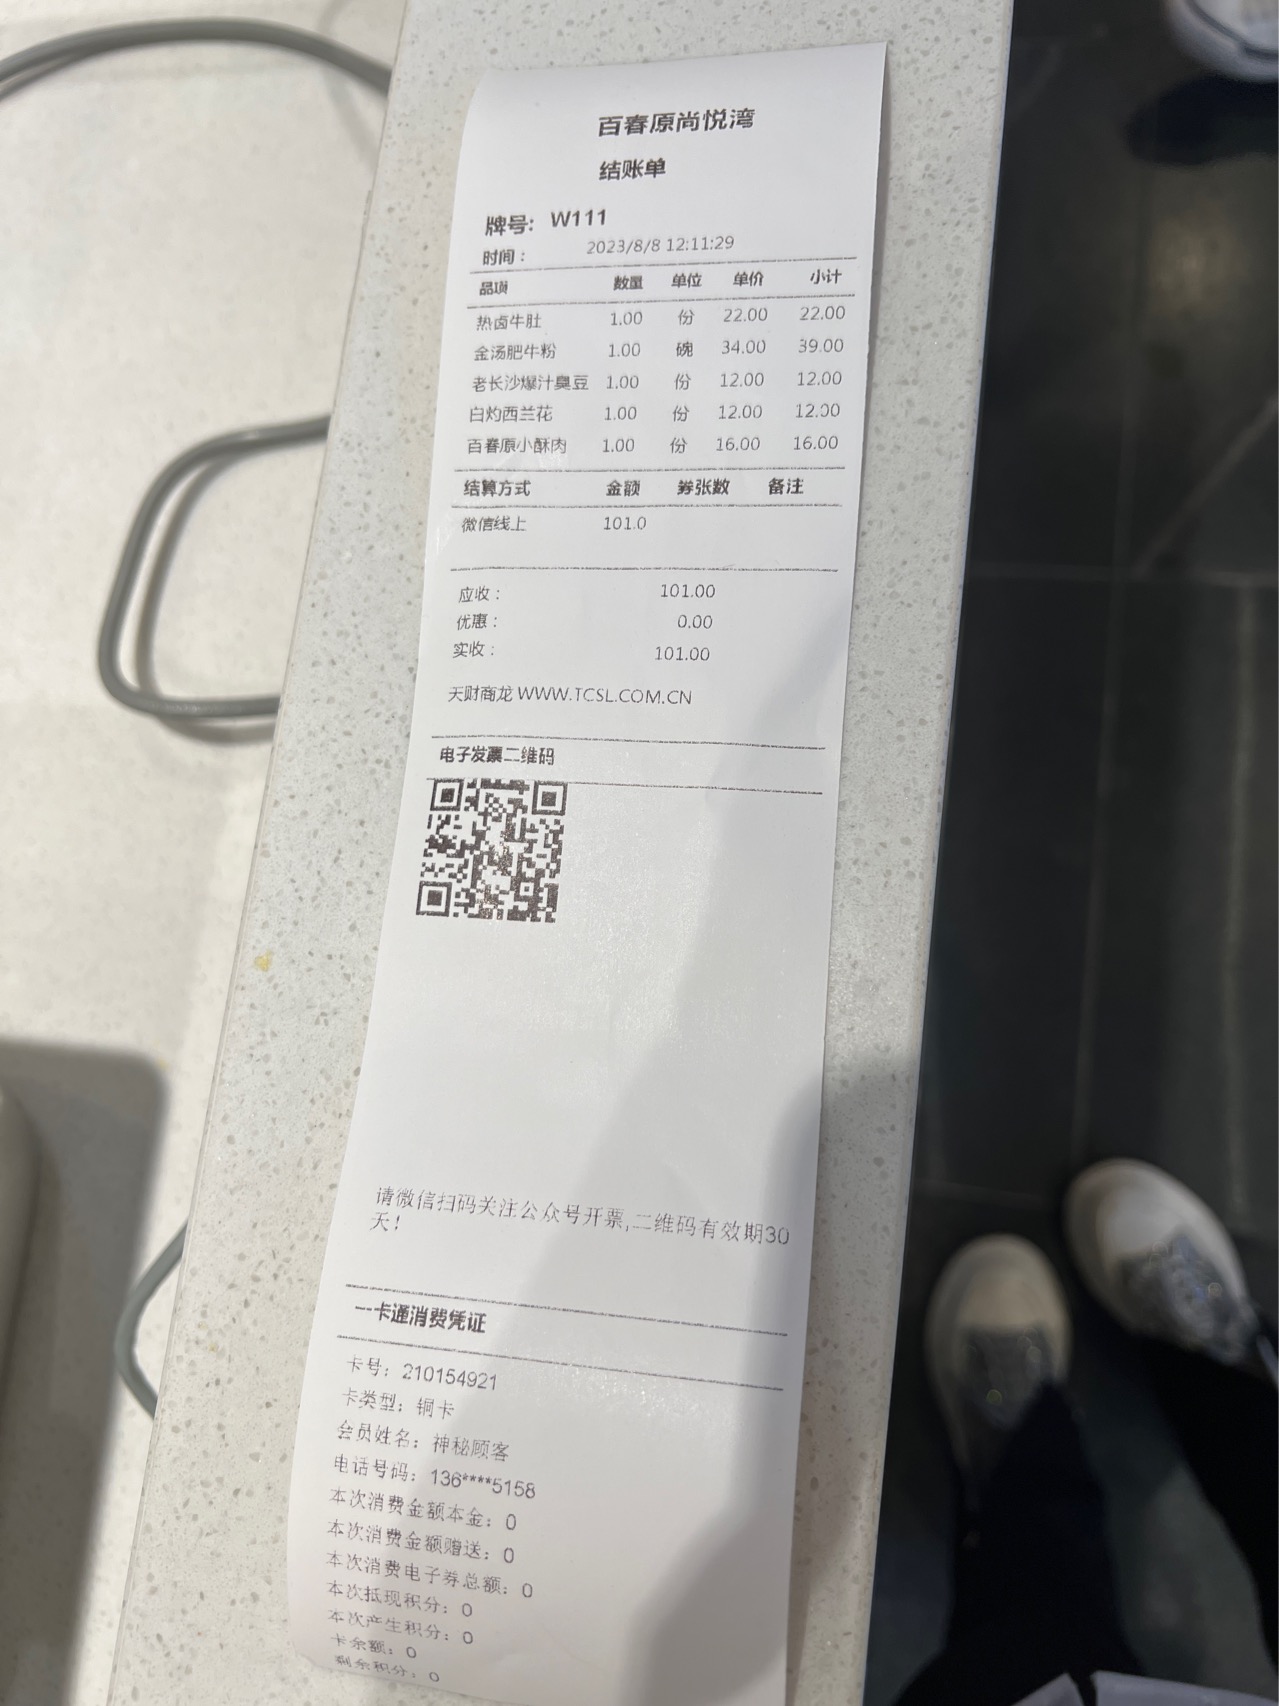 百春原尚悦湾
结账单
牌号: W111
时间： 2023/8/8 12:11:29
品项 数量 单位 单价 小计
热卤牛肚 1.00 份 22.00 22.00
金汤肥牛粉 1.00 碗 34.00 39.00
老长沙爆汁臭豆 1.00 份 12.00 12.00
白灼西兰花 1.00 份 12.00 12.00
百春原小酥肉 1.00 份 16.00 16.00
结算方式 金额 券张数 备注
微信线上 101.0
应收： 101.00
优惠： 0.00
实收： 101.00
天财商龙 WWW.TCSL.COM.CN
电子发票二维码
请微信扫码关注公众号开票,二维码有效期30
天!
一卡通消费凭证
卡号：210154921
卡类型：铜卡
会员姓名：神秘顾客
电话号码：136****5158
本次消费金额本金：0
本次消费金额赠送：0
本次消费电子券总额：0
本次抵现积分：0
本次产生积分：0
卡余额：0
剩余积分：0